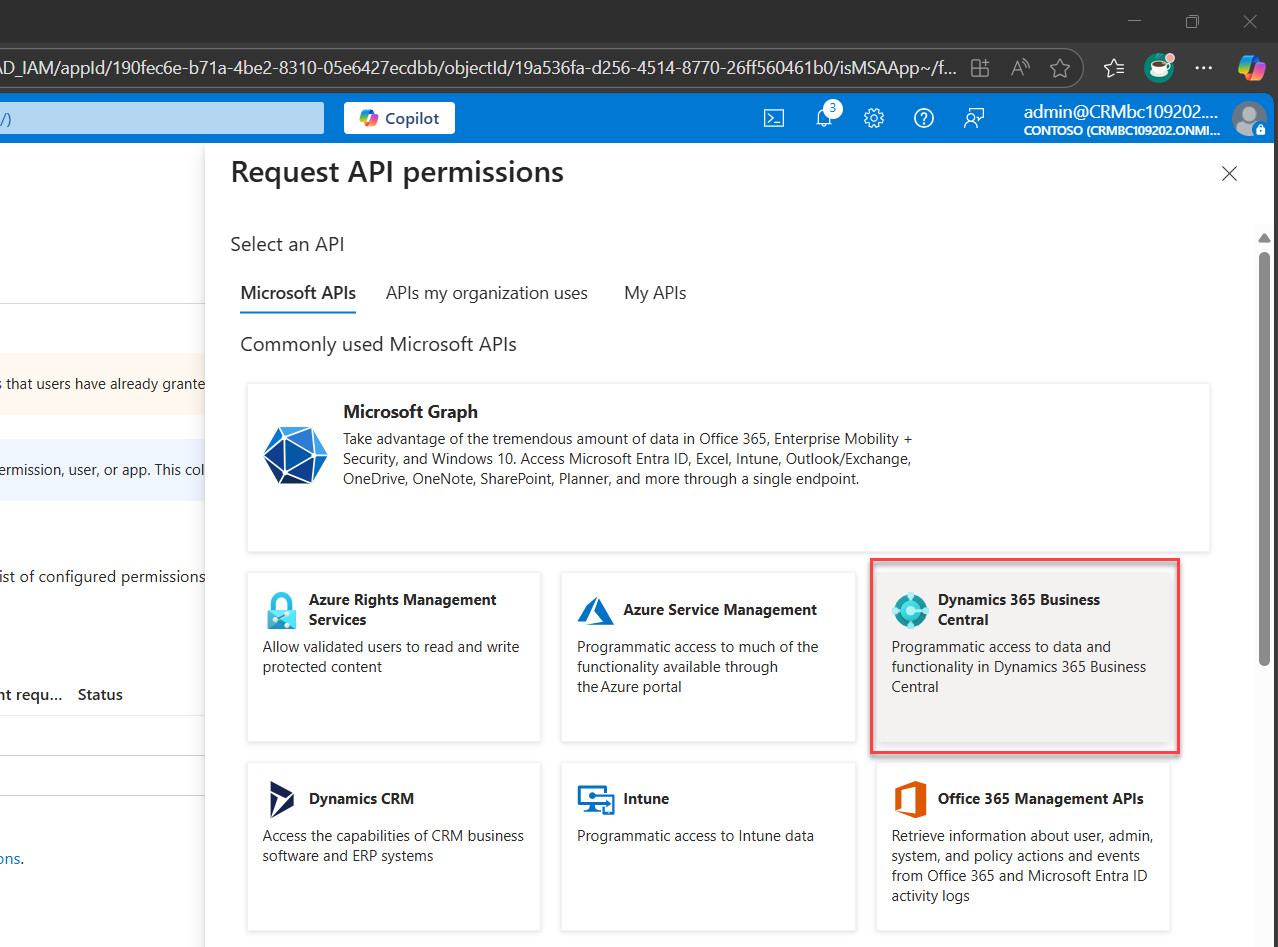 AD_IAM/appId/190fec6e-b71a-4be2-8310-05e6427ecdbb/objectId/19a536fa-d256-4514-8770-26ff560461b0/isMSAApp~/f...
/)
Copilot
3
admin@CRMbc109202....
CONTOSO (CRMBC109202.ONMI...
Request API permissions
Select an API
Microsoft APIs
APIs my organization uses
My APIs
Commonly used Microsoft APIs
s that users have already grante
ermission, user, or app. This col
ist of configured permissions
nt requ...
Status
ons.
Microsoft Graph
Take advantage of the tremendous amount of data in Office 365, Enterprise Mobility +
Security, and Windows 10. Access Microsoft Entra ID, Excel, Intune, Outlook/Exchange,
OneDrive, OneNote, SharePoint, Planner, and more through a single endpoint.
Azure Rights Management
Services
Allow validated users to read and write
protected content
Azure Service Management
Programmatic access to much of the
functionality available through
the Azure portal
Dynamics 365 Business
Central
Programmatic access to data and
functionality in Dynamics 365 Business
Central
Dynamics CRM
Access the capabilities of CRM business
software and ERP systems
Intune
Programmatic access to Intune data
Office 365 Management APIs
Retrieve information about user, admin,
system, and policy actions and events
from Office 365 and Microsoft Entra ID
activity logs